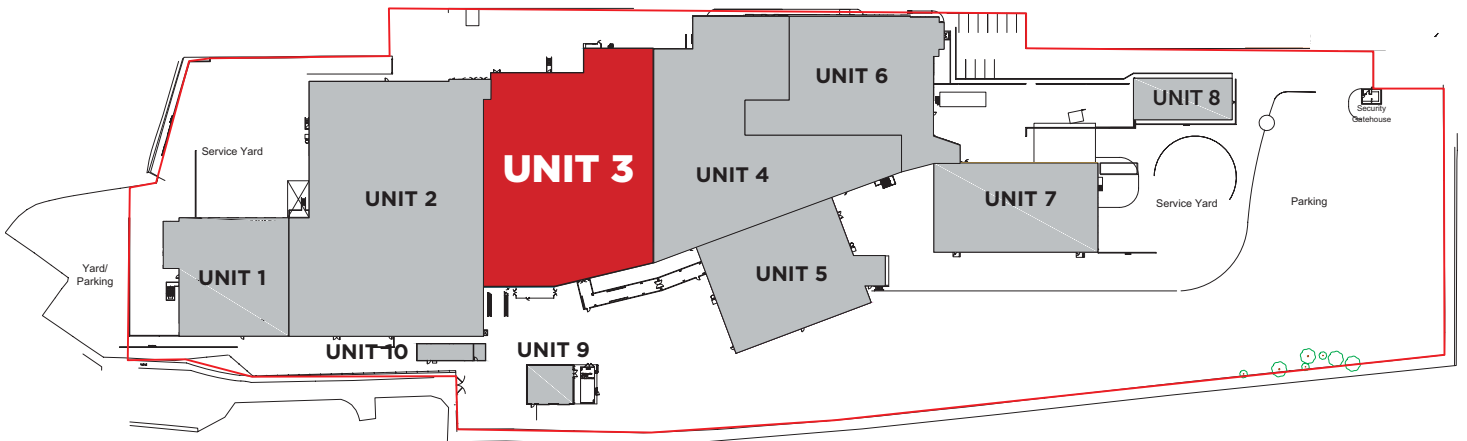 UNIT 6
UNIT 8
Security
Gatehouse
Service Yard
UNIT 3
UNIT 4
UNIT 2
UNIT 7
Service Yard
Parking
Yard/
Parking
UNIT 1
UNIT 5
UNIT 10
UNIT 9